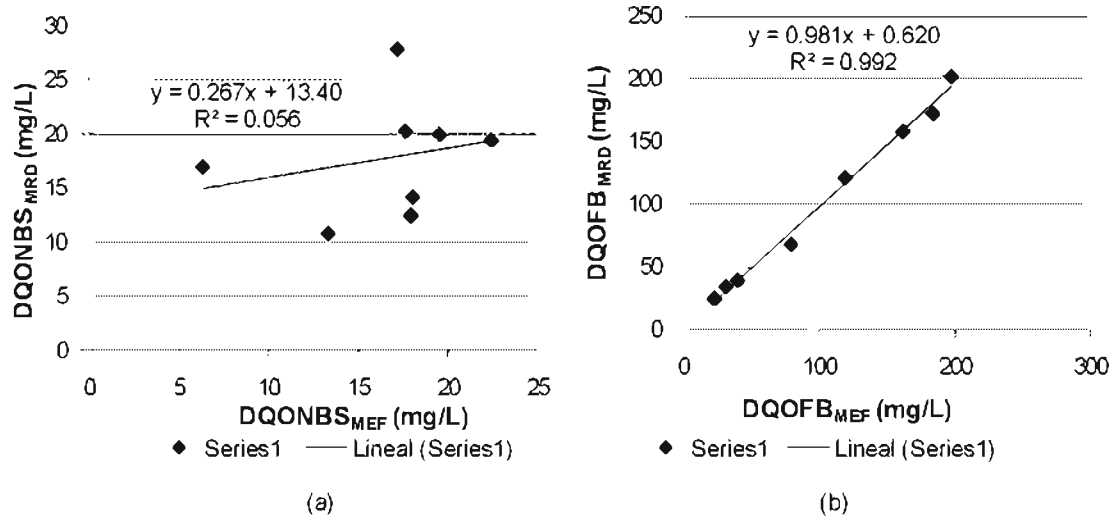 30
25
20
15
10
5
0
DQONBS_MRD (mg/L)
y = 0.267x + 13.40
R² = 0.056
0 5 10 15 20 25
DQONBS_MEF (mg/L)
Series1 Lineal (Series1)
(a)
250
200
150
100
50
0
DQOFB_MRD (mg/L)
y = 0.981x + 0.620
R² = 0.992
0 100 200 300
DQOFB_MEF (mg/L)
Series1 Lineal (Series1)
(b)